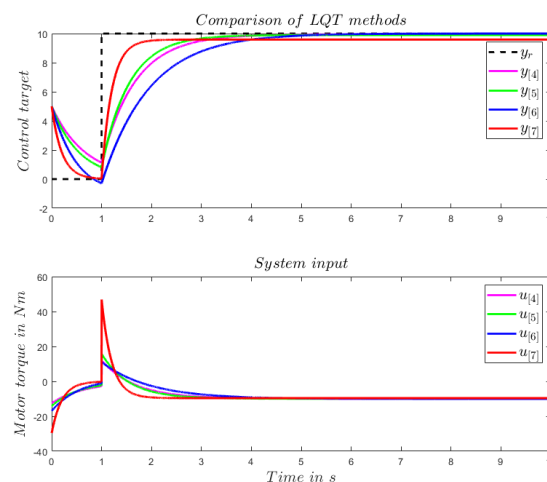 Comparison of LQT methods
Control target
10
8
6
4
2
0
-2
0
1
2
3
4
5
6
7
8
9
y_r
y_[4]
y_[5]
y_[6]
y_[7]
System input
Motor torque in Nm
60
40
20
0
-20
-40
0
1
2
3
4
5
6
7
8
9
u_[4]
u_[5]
u_[6]
u_[7]
Time in s